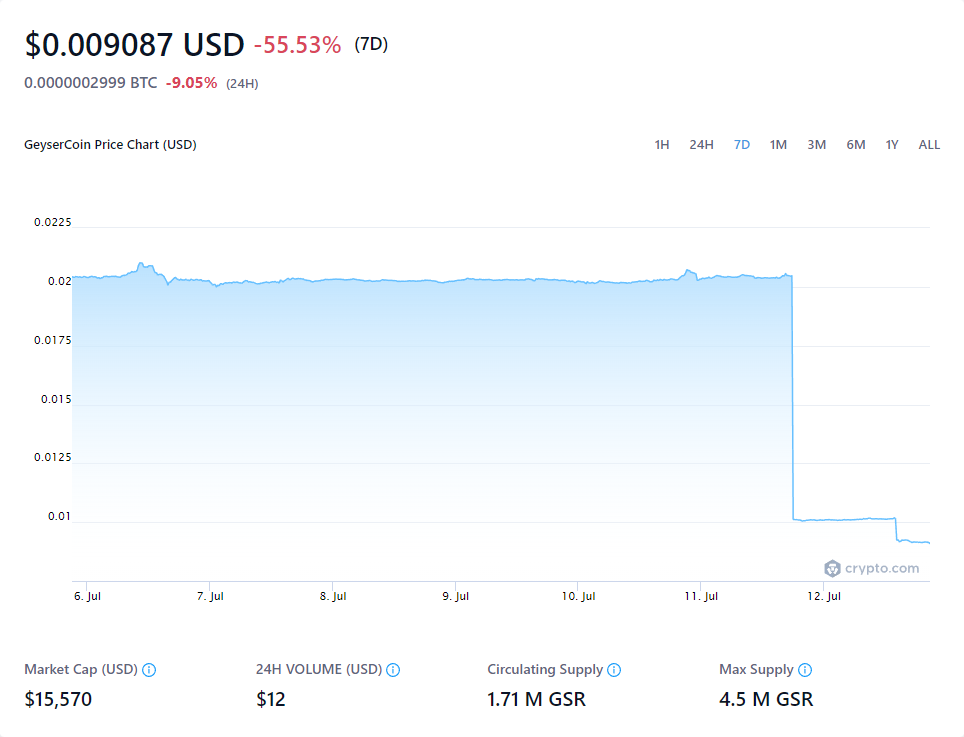 $0.009087 USD -55.53% (7D)
0.0000002999 BTC -9.05% (24H)
GeyserCoin Price Chart (USD) 1H 24H 7D 1M 3M 6M 1Y ALL
0.0225
0.02
0.0175
0.015
0.0125
0.01
crypto.com
6. Jul 7. Jul 8. Jul 9. Jul 10. Jul 11. Jul 12. Jul
Market Cap (USD) 24H VOLUME (USD) Circulating Supply Max Supply
$15,570 $12 1.71 M GSR 4.5 M GSR